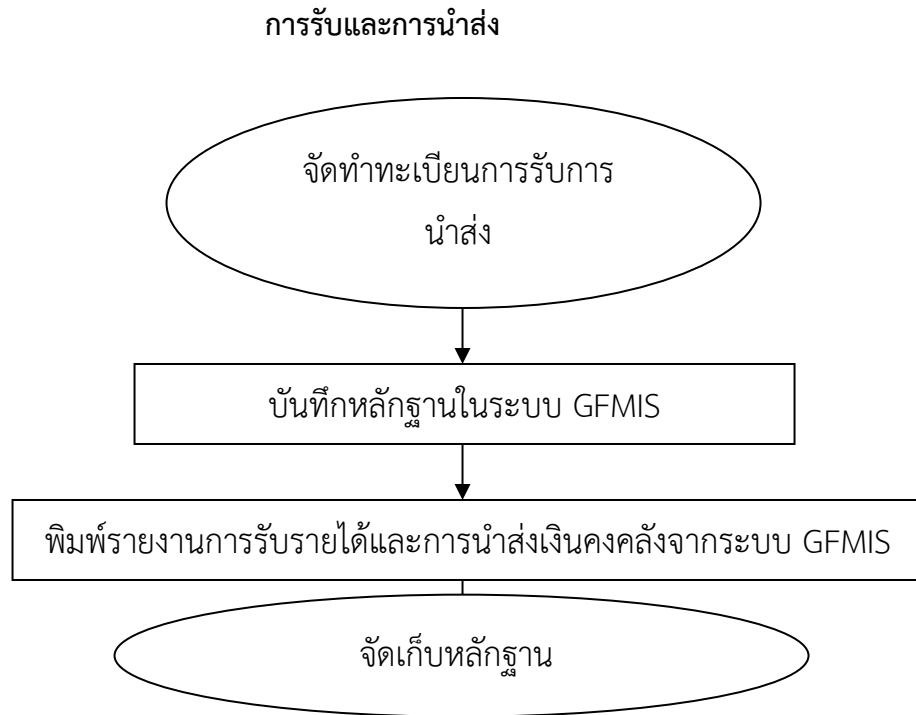 การรับและการนำส่ง
จัดทำทะเบียนการรับการ
นำส่ง
บันทึกหลักฐานในระบบ GFMIS
พิมพ์รายงานการรับรายได้และการนำส่งเงินคงคลังจากระบบ GFMIS
จัดเก็บหลักฐาน